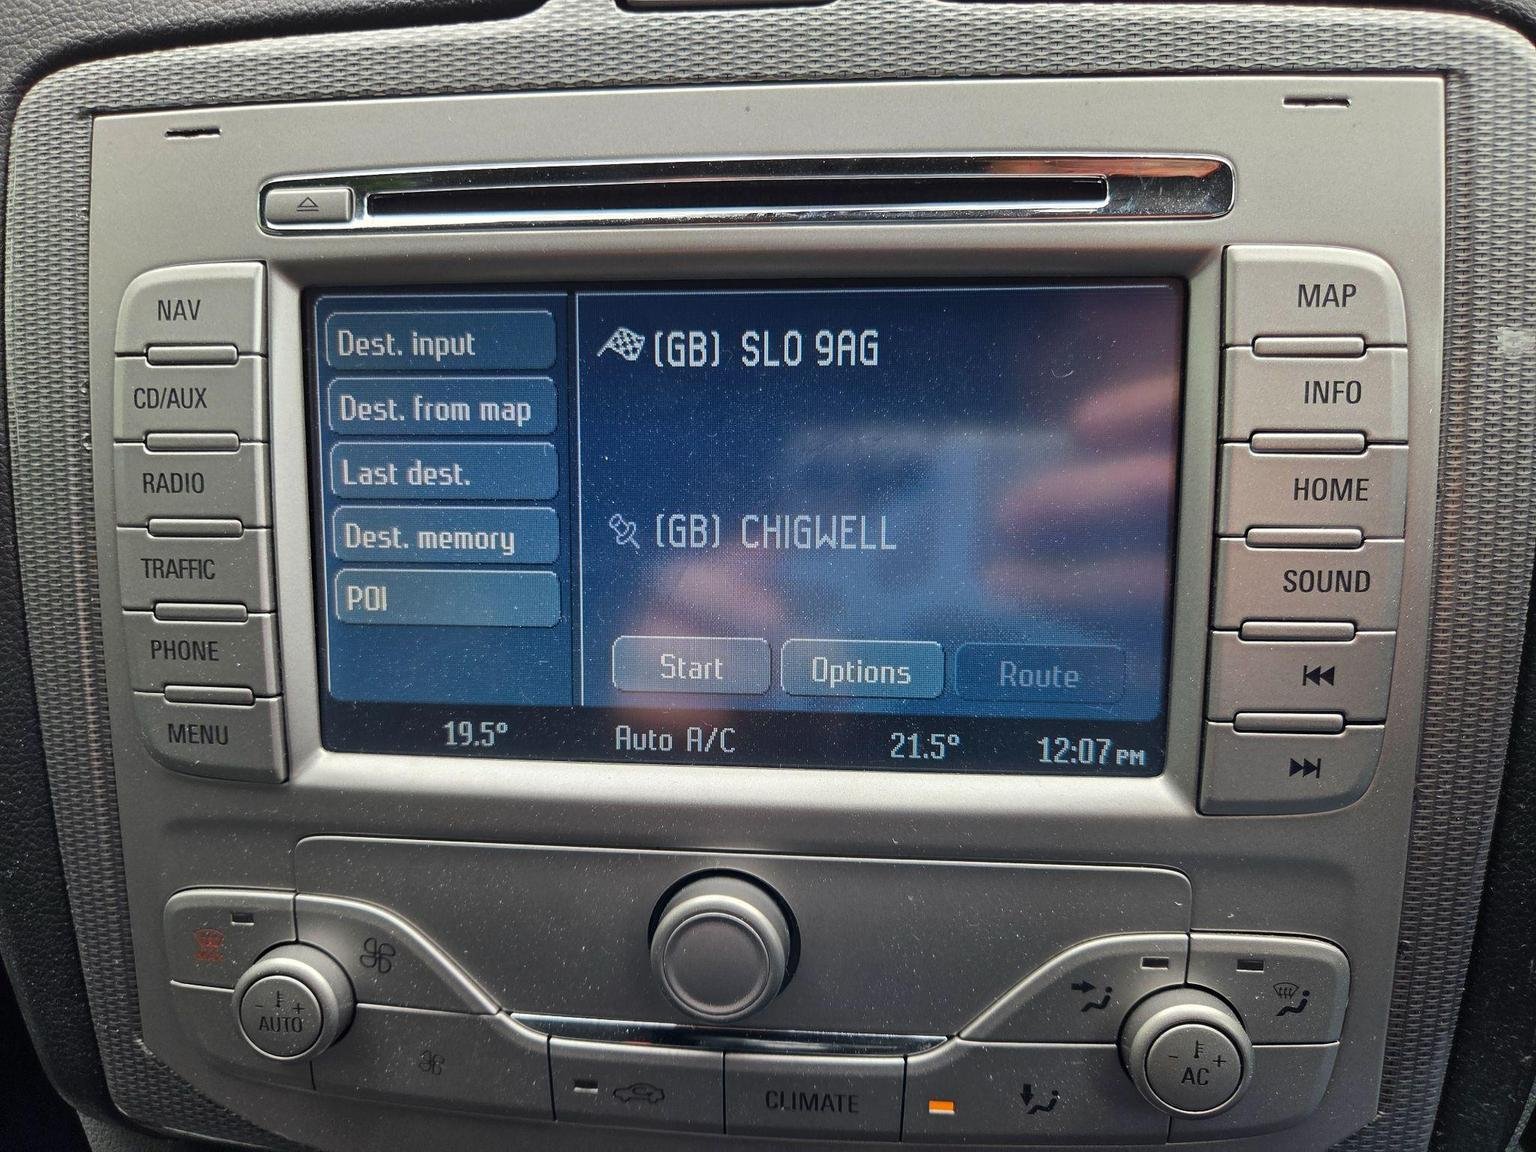 NAV
CD/AUX
RADIO
TRAFFIC
PHONE
MENU
Dest. input
Dest. from map
Last dest.
Dest. memory
POI
(GB) SL0 9AG
(GB) CHIGWELL
Start Options Route
19.5° Auto A/C 21.5° 12:07 PM
MAP
INFO
HOME
SOUND
- +
AUTO
CLIMATE
- +
AC